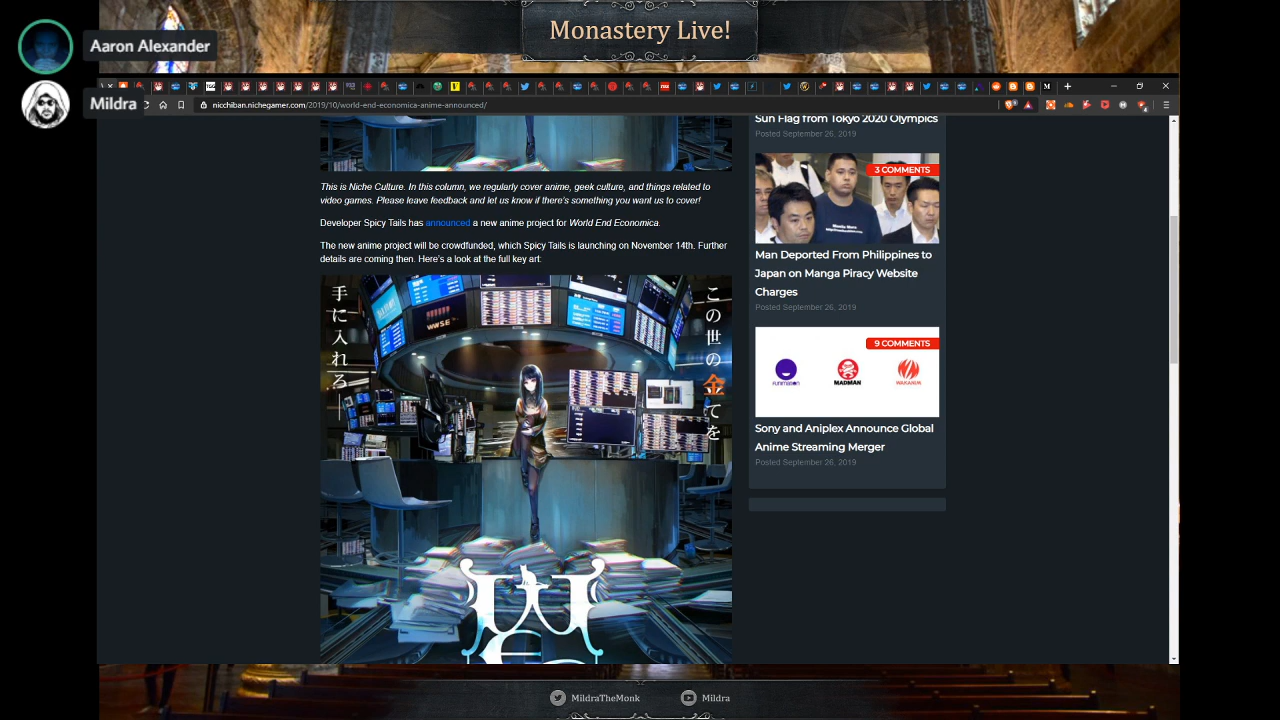 Monastery Live!
Aaron Alexander
Mildra
nicchiban.nichegamer.com/2019/10/world-end-economica-anime-announced/
This is Niche Culture. In this column, we regularly cover anime, geek culture, and things related to
video games. Please leave feedback and let us know if there's something you want us to cover!
Developer Spicy Tails has announced a new anime project for World End Economica.
The new anime project will be crowdfunded, which Spicy Tails is launching on November 14th. Further
details are coming then. Here's a look at the full key art:
この世の金てを
手に入れる
WWSE
Sun Flag from Tokyo 2020 Olympics
Posted September 26, 2019
3 COMMENTS
Man Deported From Philippines to
Japan on Manga Piracy Website
Charges
Posted September 26, 2019
9 COMMENTS
FUNIMATION
MADMAN
WAKANIM
Sony and Aniplex Announce Global
Anime Streaming Merger
Posted September 26, 2019
MildraTheMonk
Mildra